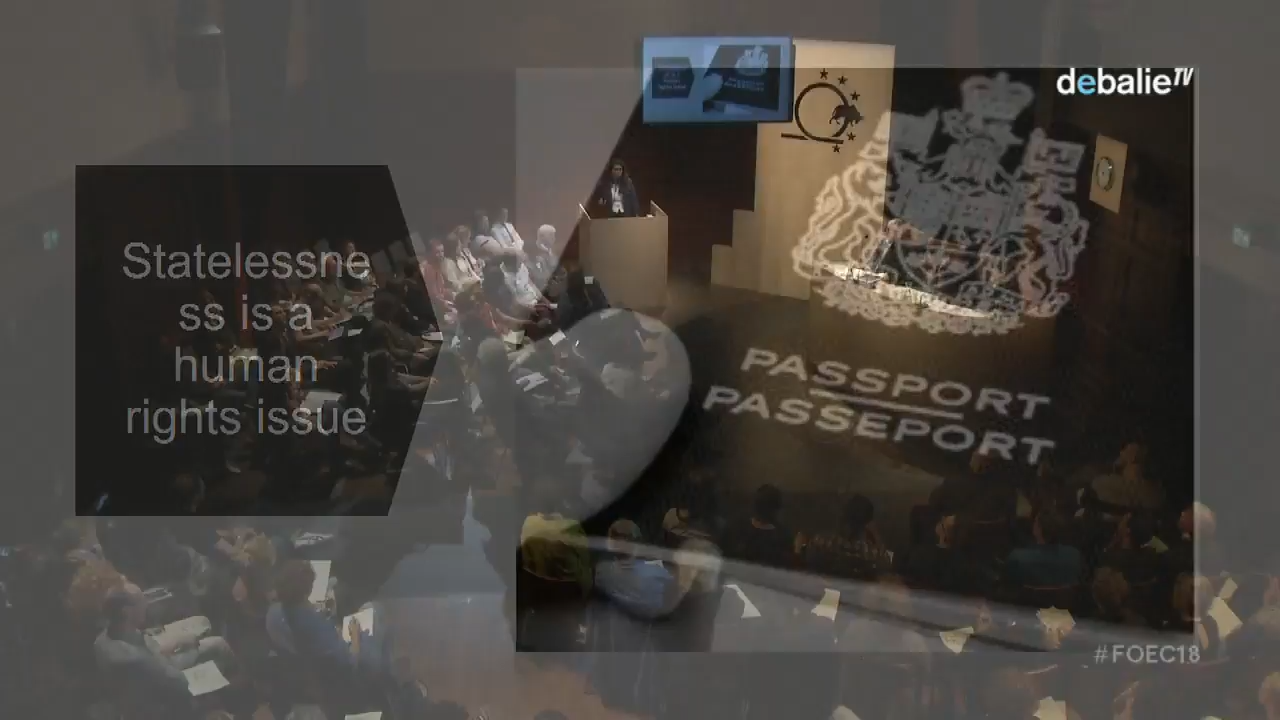 debalieTV
Statelessne
ss is a
human
rights issue
PASSPORT
PASSEPORT
#FOEC18